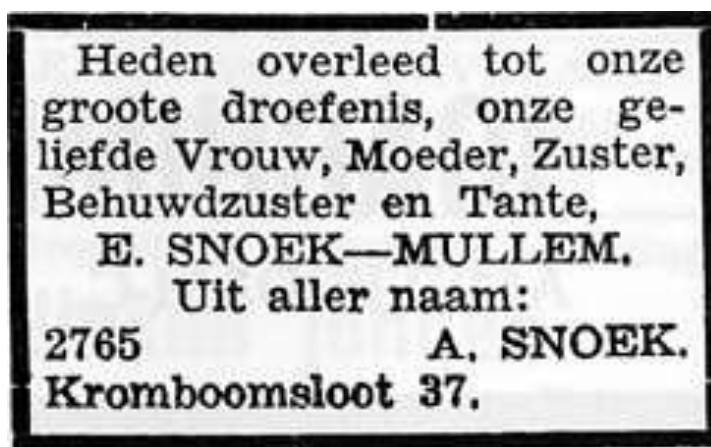 Heden overleed tot onze
groote droefenis, onze ge-
liefde Vrouw, Moeder, Zuster,
Behuwdzuster en Tante,
E. SNOEK—MULLEM.
Uit aller naam:
2765 A. SNOEK.
Kromboomsloot 37.